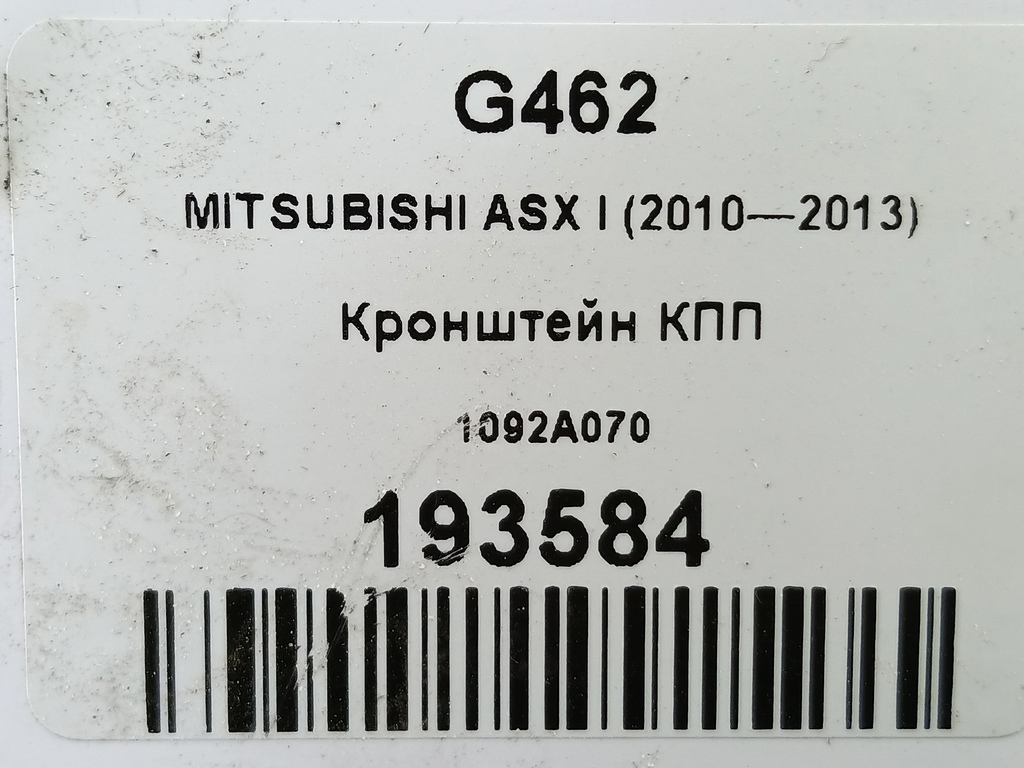 G462
MITSUBISHI ASX I (2010—2013)
Кронштейн КПП
1092A070
193584